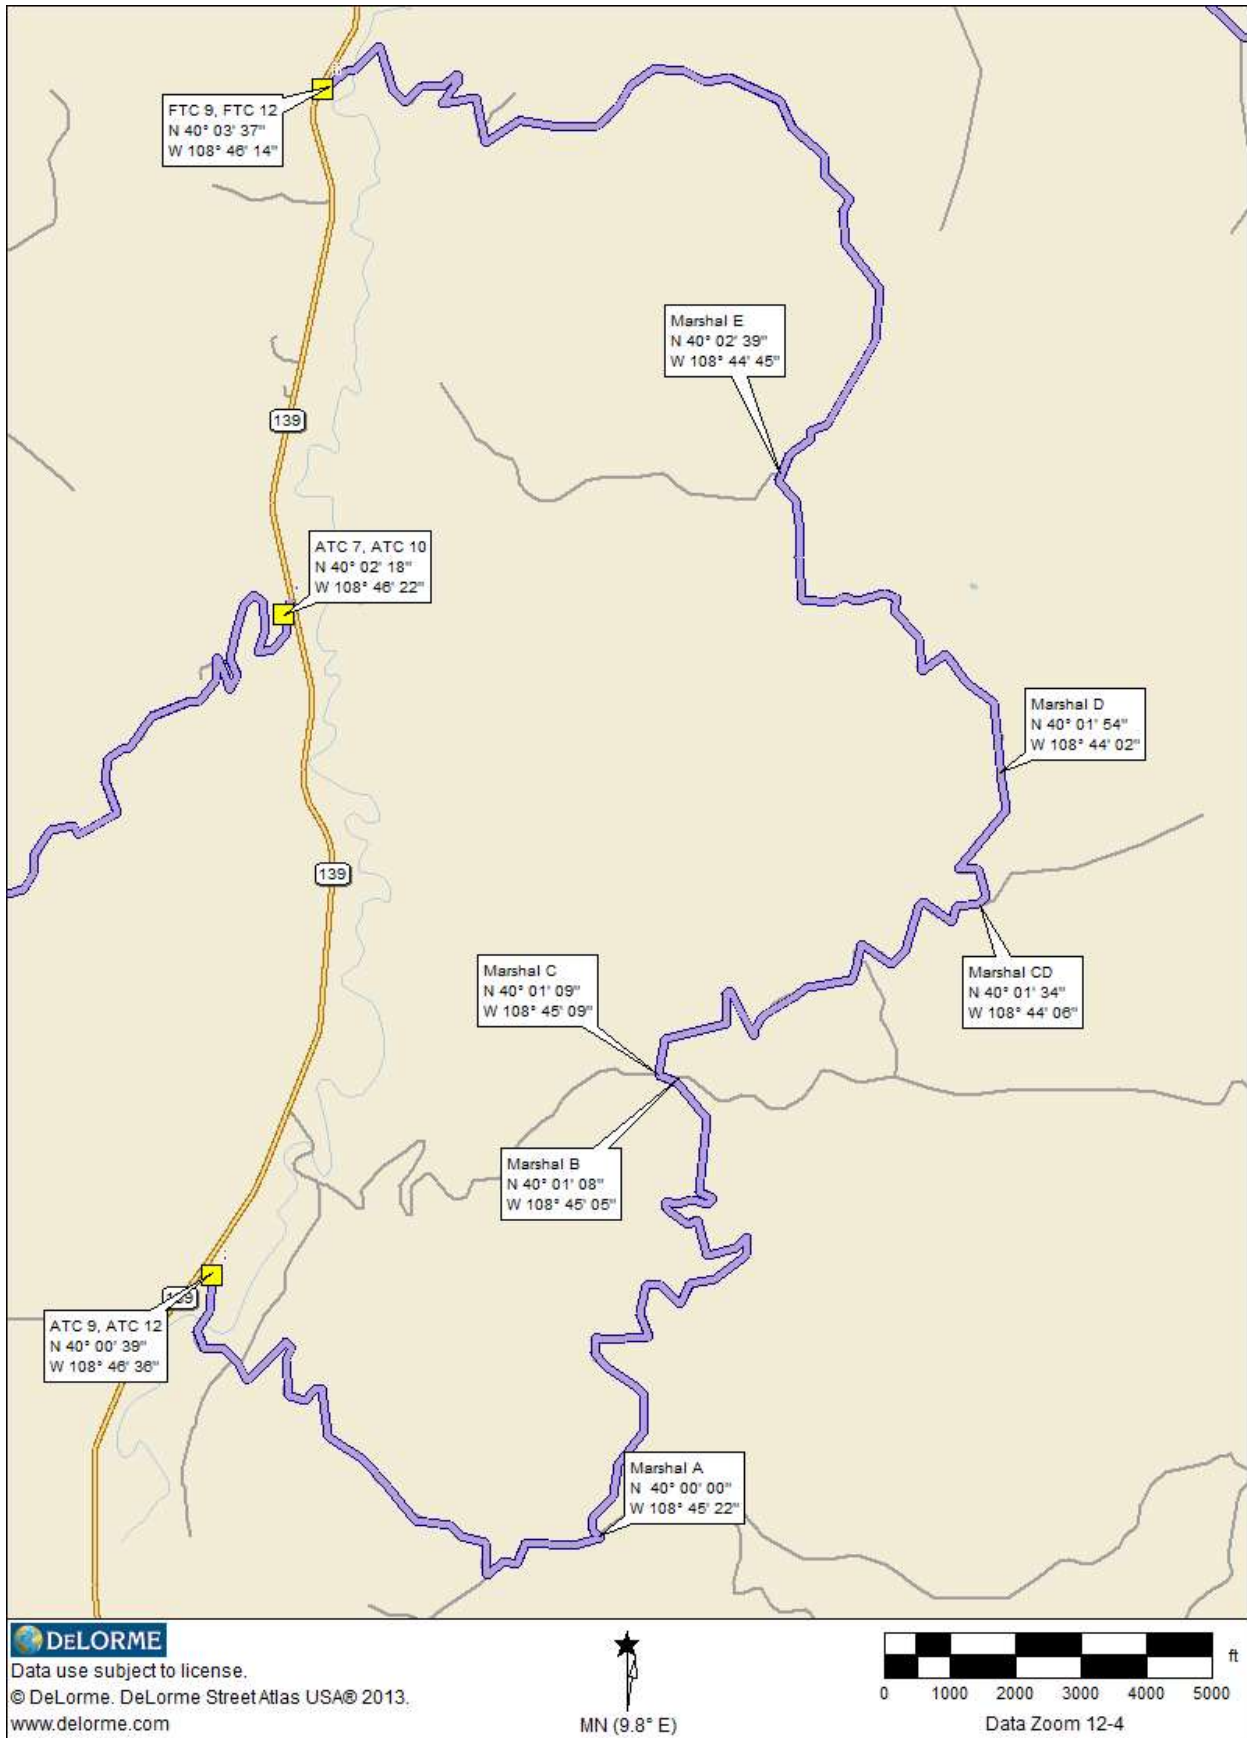 FTC 9, FTC 12
N 40° 03' 37"
W 108° 46' 14"
Marshal E
N 40° 02' 39"
W 108° 44' 45"
139
ATC 7, ATC 10
N 40° 02' 18"
W 108° 46' 22"
Marshal D
N 40° 01' 54"
W 108° 44' 02"
139
Marshal C
N 40° 01' 09"
W 108° 45' 09"
Marshal CD
N 40° 01' 34"
W 108° 44' 06"
Marshal B
N 40° 01' 08"
W 108° 45' 05"
139
ATC 9, ATC 12
N 40° 00' 39"
W 108° 46' 36"
Marshal A
N 40° 00' 00"
W 108° 45' 22"
DELORME
Data use subject to license.
© DeLorme. DeLorme Street Atlas USA® 2013.
www.delorme.com
MN (9.8° E)
ft
0 1000 2000 3000 4000 5000
Data Zoom 12-4